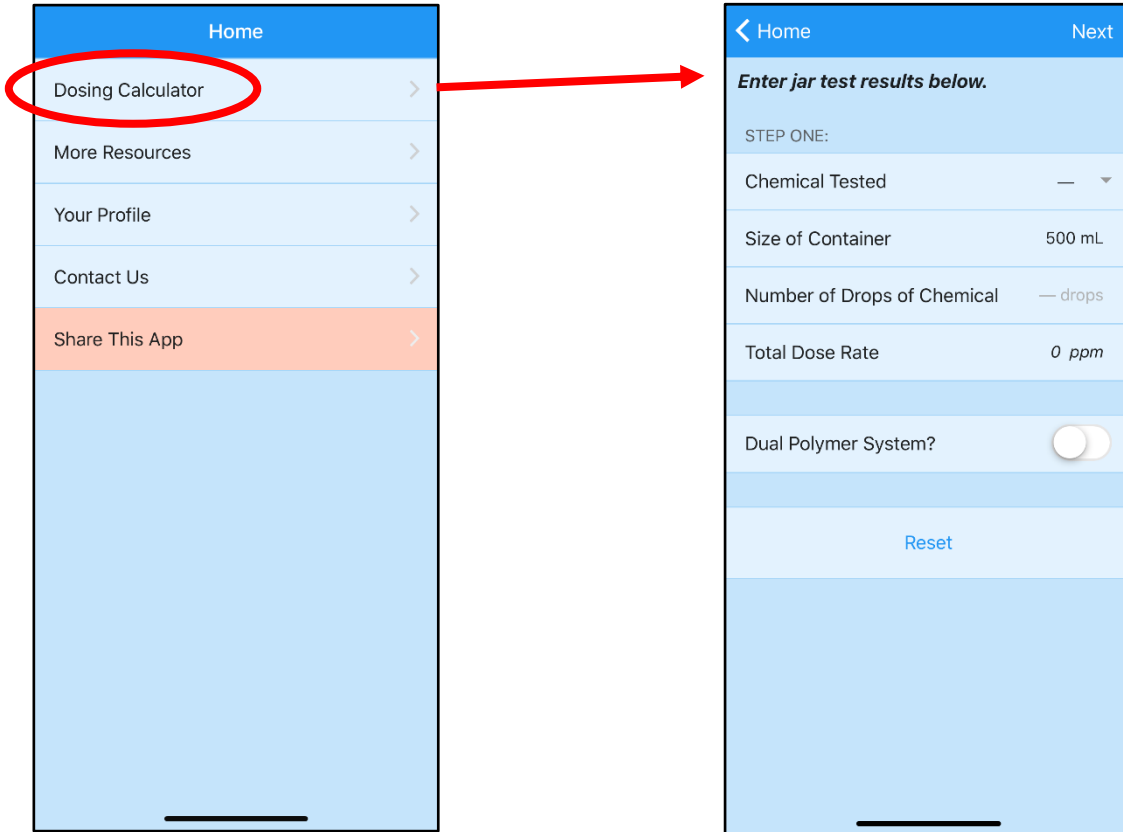 Home
Dosing Calculator
More Resources
Your Profile
Contact Us
Share This App
Home Next
Enter jar test results below.
STEP ONE:
Chemical Tested —
Size of Container 500 mL
Number of Drops of Chemical — drops
Total Dose Rate 0 ppm
Dual Polymer System?
Reset